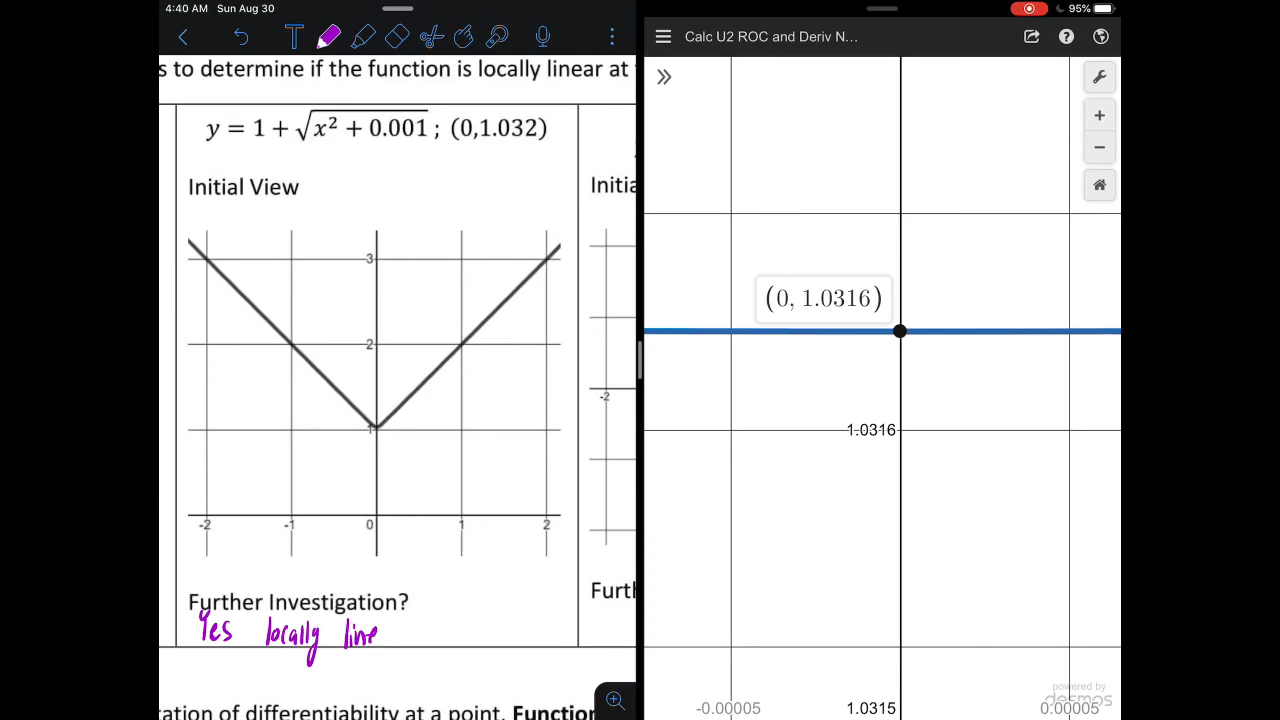 4:40 AM Sun Aug 30
95%
T
Calc U2 ROC and Deriv N...
s to determine if the function is locally linear at
y = 1 + √x² + 0.001 ; (0,1.032)
Initial View
3
2
1
-2 -1 0 1 2
Further Investigation?
Yes locally line
Initia
-2
Furth
ation of differentiability at a point. Function
(0, 1.0316)
1.0316
-0.00005 1.0315 0.00005
powered by
desmos